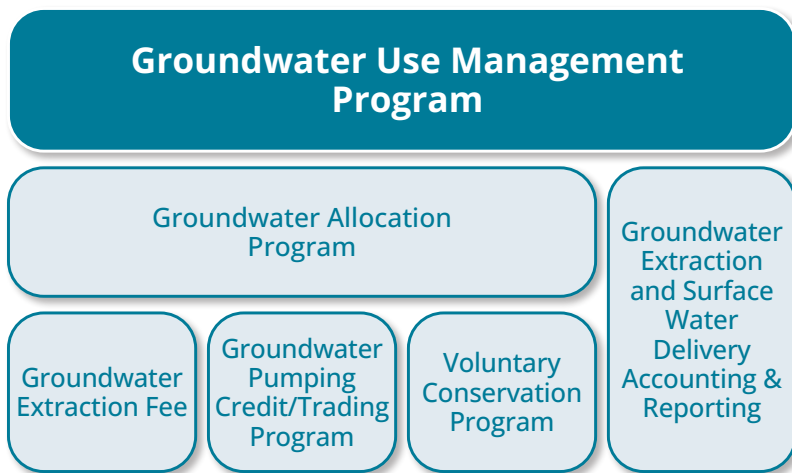 Groundwater Use Management
Program
Groundwater Allocation
Program
Groundwater
Extraction
and Surface
Water
Delivery
Accounting &
Reporting
Groundwater
Extraction Fee
Groundwater
Pumping
Credit/Trading
Program
Voluntary
Conservation
Program